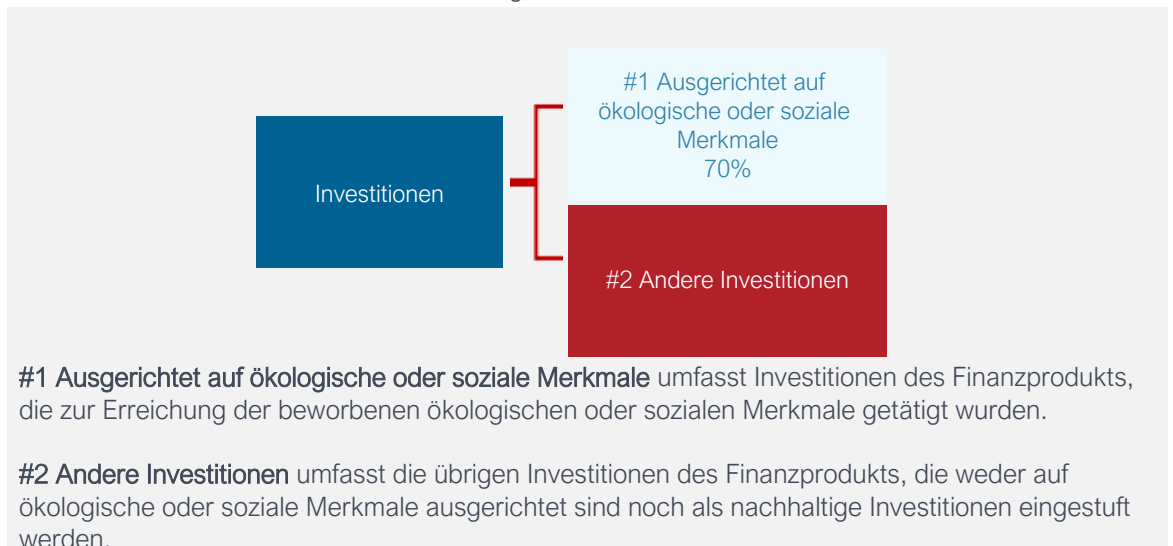 #1 Ausgerichtet auf
ökologische oder soziale
Merkmale
70%
Investitionen
#2 Andere Investitionen
#1 Ausgerichtet auf ökologische oder soziale Merkmale umfasst Investitionen des Finanzprodukts,
die zur Erreichung der beworbenen ökologischen oder sozialen Merkmale getätigt wurden.
#2 Andere Investitionen umfasst die übrigen Investitionen des Finanzprodukts, die weder auf
ökologische oder soziale Merkmale ausgerichtet sind noch als nachhaltige Investitionen eingestuft
werden.